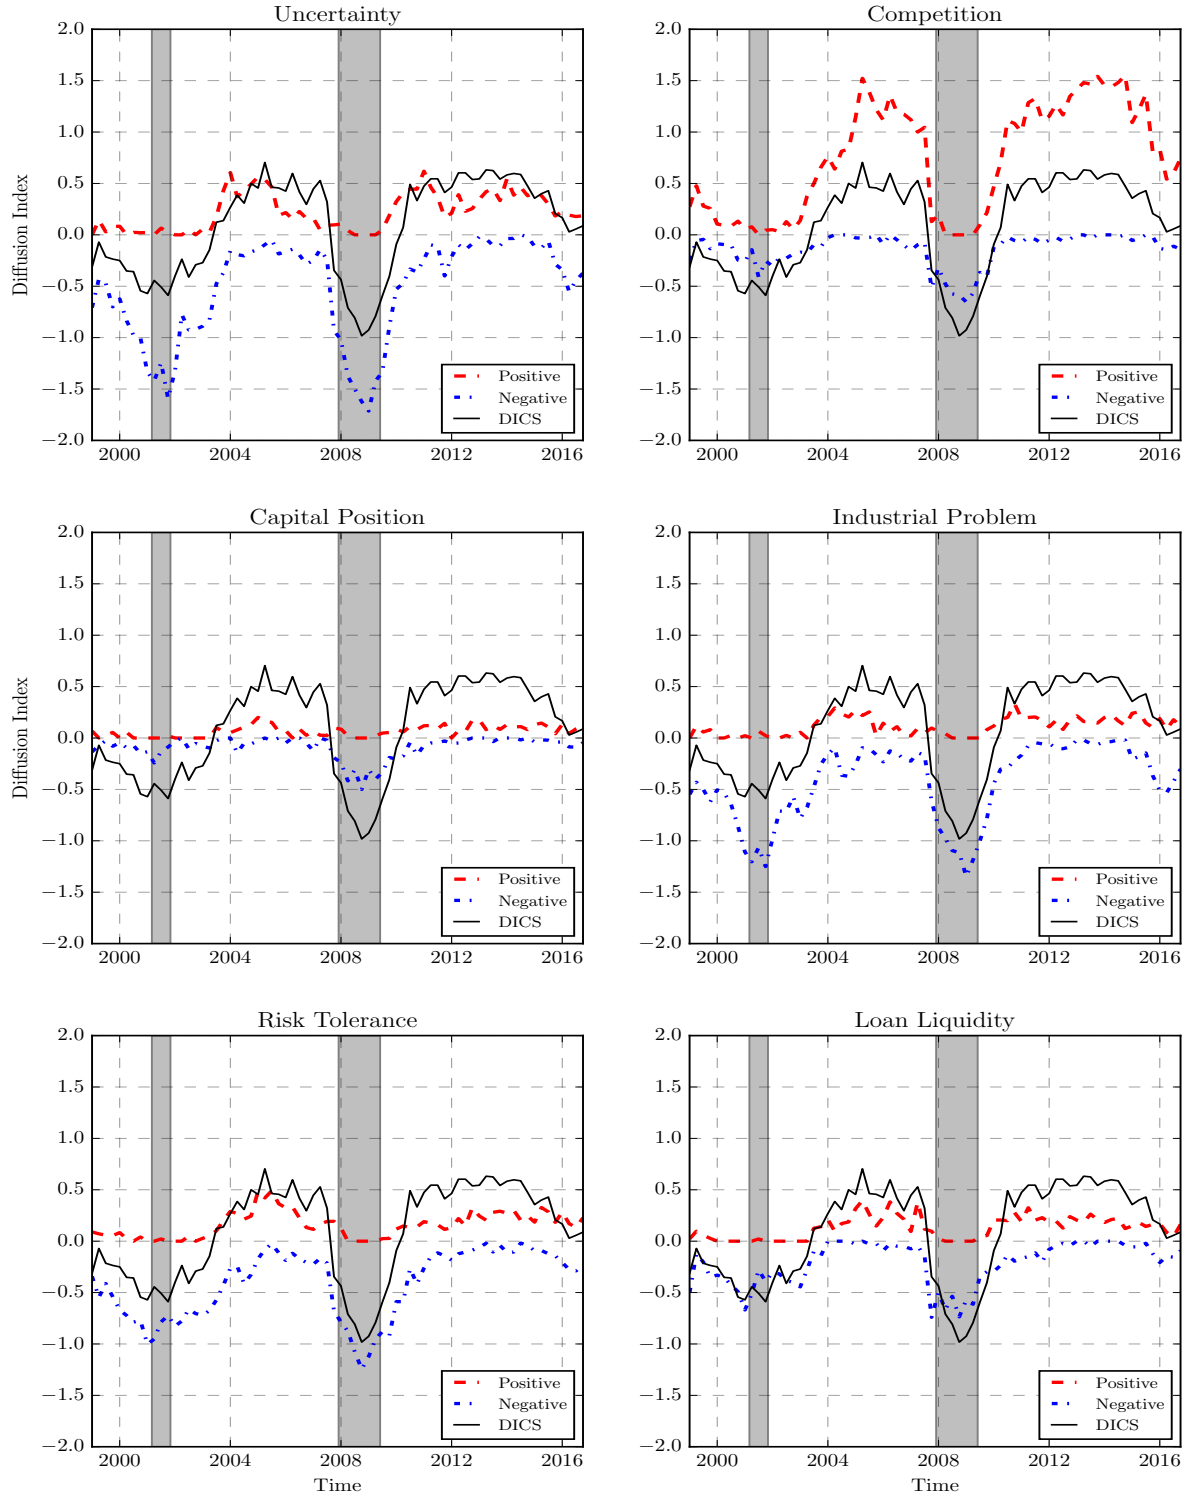 Uncertainty
2.0
1.5
1.0
0.5
0.0
−0.5
−1.0
−1.5
−2.0
Diffusion Index
2000 2004 2008 2012 2016
Positive
Negative
DICS
Competition
2.0
1.5
1.0
0.5
0.0
−0.5
−1.0
−1.5
−2.0
2000 2004 2008 2012 2016
Positive
Negative
DICS
Capital Position
2.0
1.5
1.0
0.5
0.0
−0.5
−1.0
−1.5
−2.0
Diffusion Index
2000 2004 2008 2012 2016
Positive
Negative
DICS
Industrial Problem
2.0
1.5
1.0
0.5
0.0
−0.5
−1.0
−1.5
−2.0
2000 2004 2008 2012 2016
Positive
Negative
DICS
Risk Tolerance
2.0
1.5
1.0
0.5
0.0
−0.5
−1.0
−1.5
−2.0
Diffusion Index
2000 2004 2008 2012 2016
Time
Positive
Negative
DICS
Loan Liquidity
2.0
1.5
1.0
0.5
0.0
−0.5
−1.0
−1.5
−2.0
2000 2004 2008 2012 2016
Time
Positive
Negative
DICS